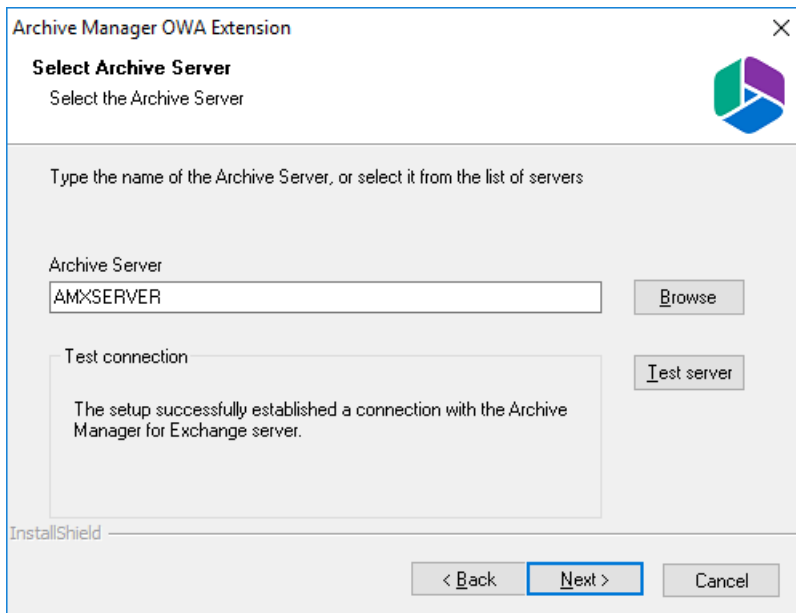 Archive Manager OWA Extension
Select Archive Server
Select the Archive Server
Type the name of the Archive Server, or select it from the list of servers
Archive Server
AMXSERVER
Browse
Test connection
Test server
The setup successfully established a connection with the Archive
Manager for Exchange server.
InstallShield
< Back
Next >
Cancel